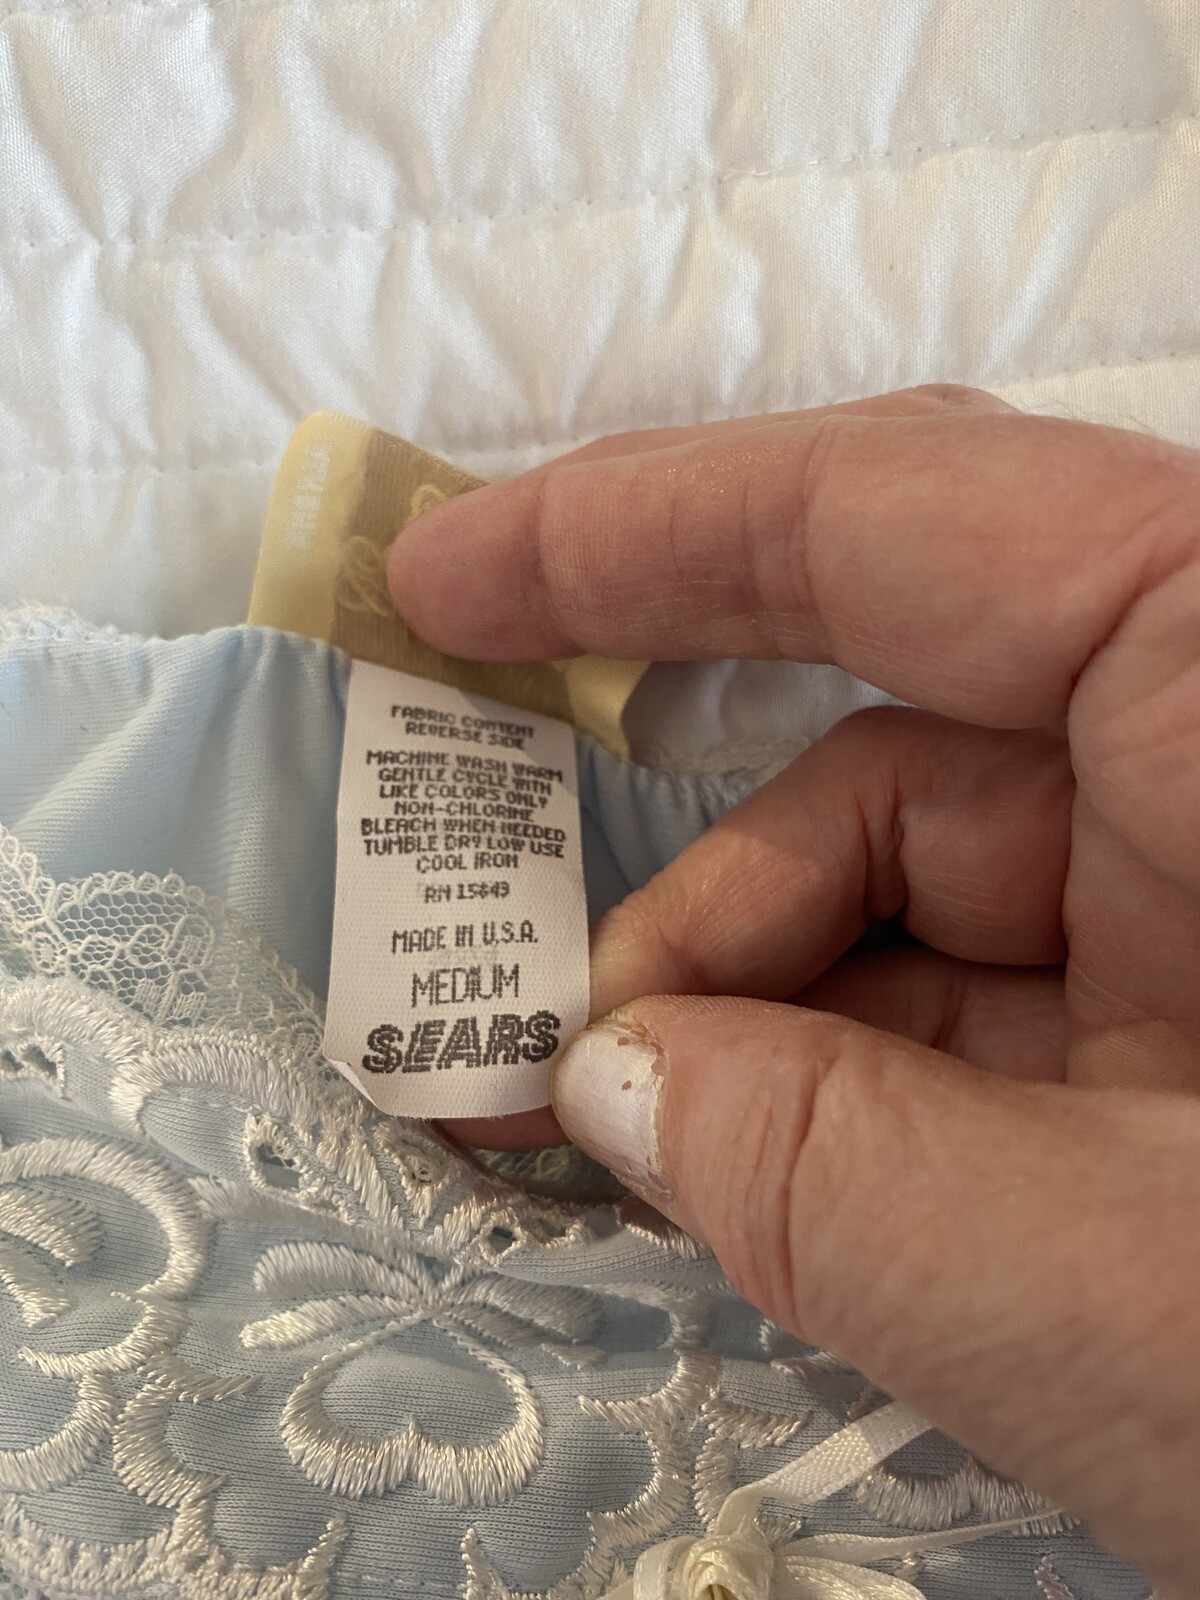 FABRIC CONTENT
REVERSE SIDE
MACHINE WASH WARM
GENTLE CYCLE WITH
LIKE COLORS ONLY
NON-CHLORINE
BLEACH WHEN NEEDED
TUMBLE DRY LOW USE
COOL IRON
RN 15843
MADE IN U.S.A.
MEDIUM
SEARS